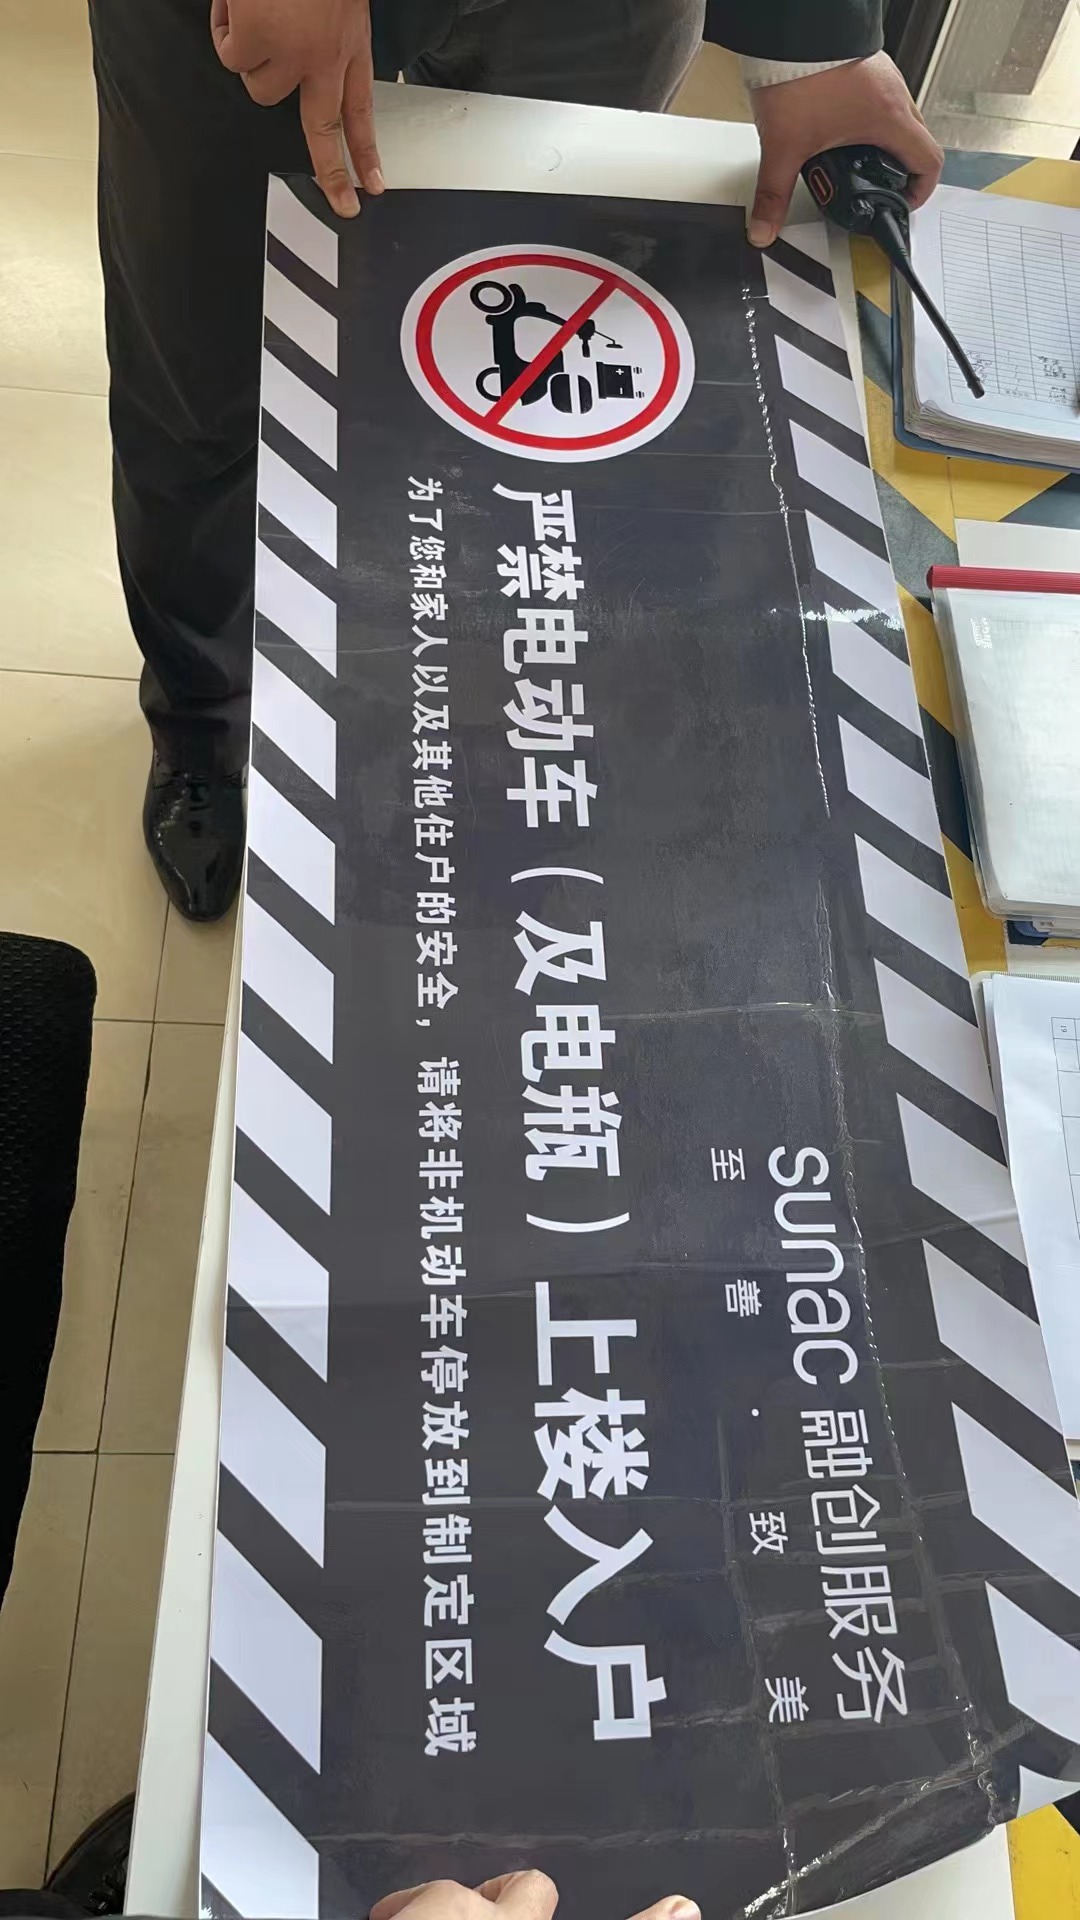 sunac 融创服务
至 善 · 致 美
严禁电动车（及电瓶）上楼入户
为了您和家人以及其他住户的安全，请将非机动车停放到制定区域